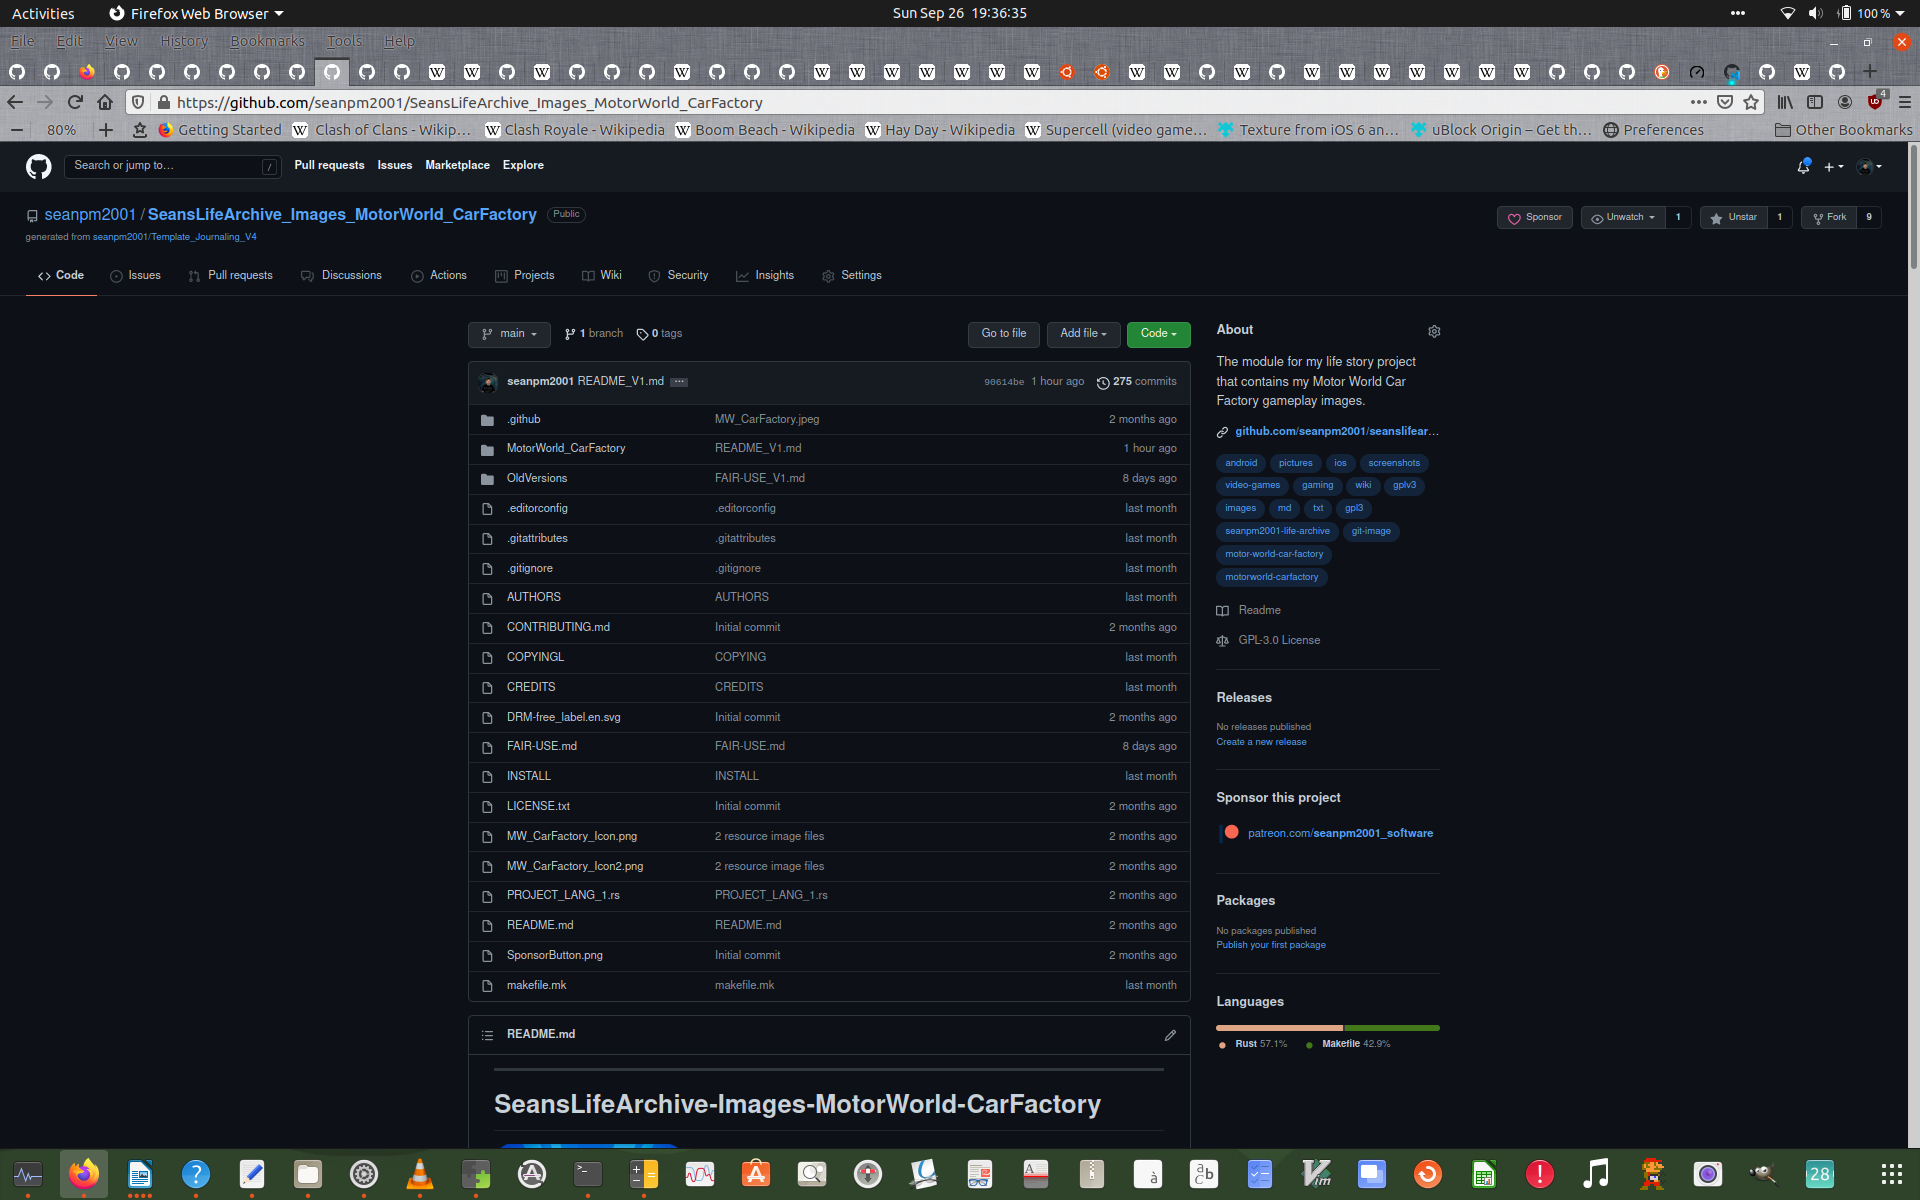 Activities Firefox Web Browser Sun Sep 26 19:36:35 100 %
File Edit View History Bookmarks Tools Help
https://github.com/seanpm2001/SeansLifeArchive_Images_MotorWorld_CarFactory 4
80% Getting Started Clash of Clans - Wikip… Clash Royale - Wikipedia Boom Beach - Wikipedia Hay Day - Wikipedia Supercell (video game… Texture from iOS 6 an… uBlock Origin – Get th… Preferences Other Bookmarks
Search or jump to… / Pull requests Issues Marketplace Explore
seanpm2001 / SeansLifeArchive_Images_MotorWorld_CarFactory Public Sponsor Unwatch 1 Unstar 1 Fork 9
generated from seanpm2001/Template_Journaling_V4
Code Issues Pull requests Discussions Actions Projects Wiki Security Insights Settings
main 1 branch 0 tags Go to file Add file Code
seanpm2001 README_V1.md 90614be 1 hour ago 275 commits
.github MW_CarFactory.jpeg 2 months ago
MotorWorld_CarFactory README_V1.md 1 hour ago
OldVersions FAIR-USE_V1.md 8 days ago
.editorconfig .editorconfig last month
.gitattributes .gitattributes last month
.gitignore .gitignore last month
AUTHORS AUTHORS last month
CONTRIBUTING.md Initial commit 2 months ago
COPYINGL COPYING last month
CREDITS CREDITS last month
DRM-free_label.en.svg Initial commit 2 months ago
FAIR-USE.md FAIR-USE.md 8 days ago
INSTALL INSTALL last month
LICENSE.txt Initial commit 2 months ago
MW_CarFactory_Icon.png 2 resource image files 2 months ago
MW_CarFactory_Icon2.png 2 resource image files 2 months ago
PROJECT_LANG_1.rs PROJECT_LANG_1.rs 2 months ago
README.md README.md 2 months ago
SponsorButton.png Initial commit 2 months ago
makefile.mk makefile.mk last month
README.md
SeansLifeArchive-Images-MotorWorld-CarFactory
About
The module for my life story project
that contains my Motor World Car
Factory gameplay images.
github.com/seanpm2001/seanslifear…
android pictures ios screenshots
video-games gaming wiki gplv3
images md txt gpl3
seanpm2001-life-archive git-image
motor-world-car-factory
motorworld-carfactory
Readme
GPL-3.0 License
Releases
No releases published
Create a new release
Sponsor this project
patreon.com/seanpm2001_software
Packages
No packages published
Publish your first package
Languages
Rust 57.1% Makefile 42.9%
28